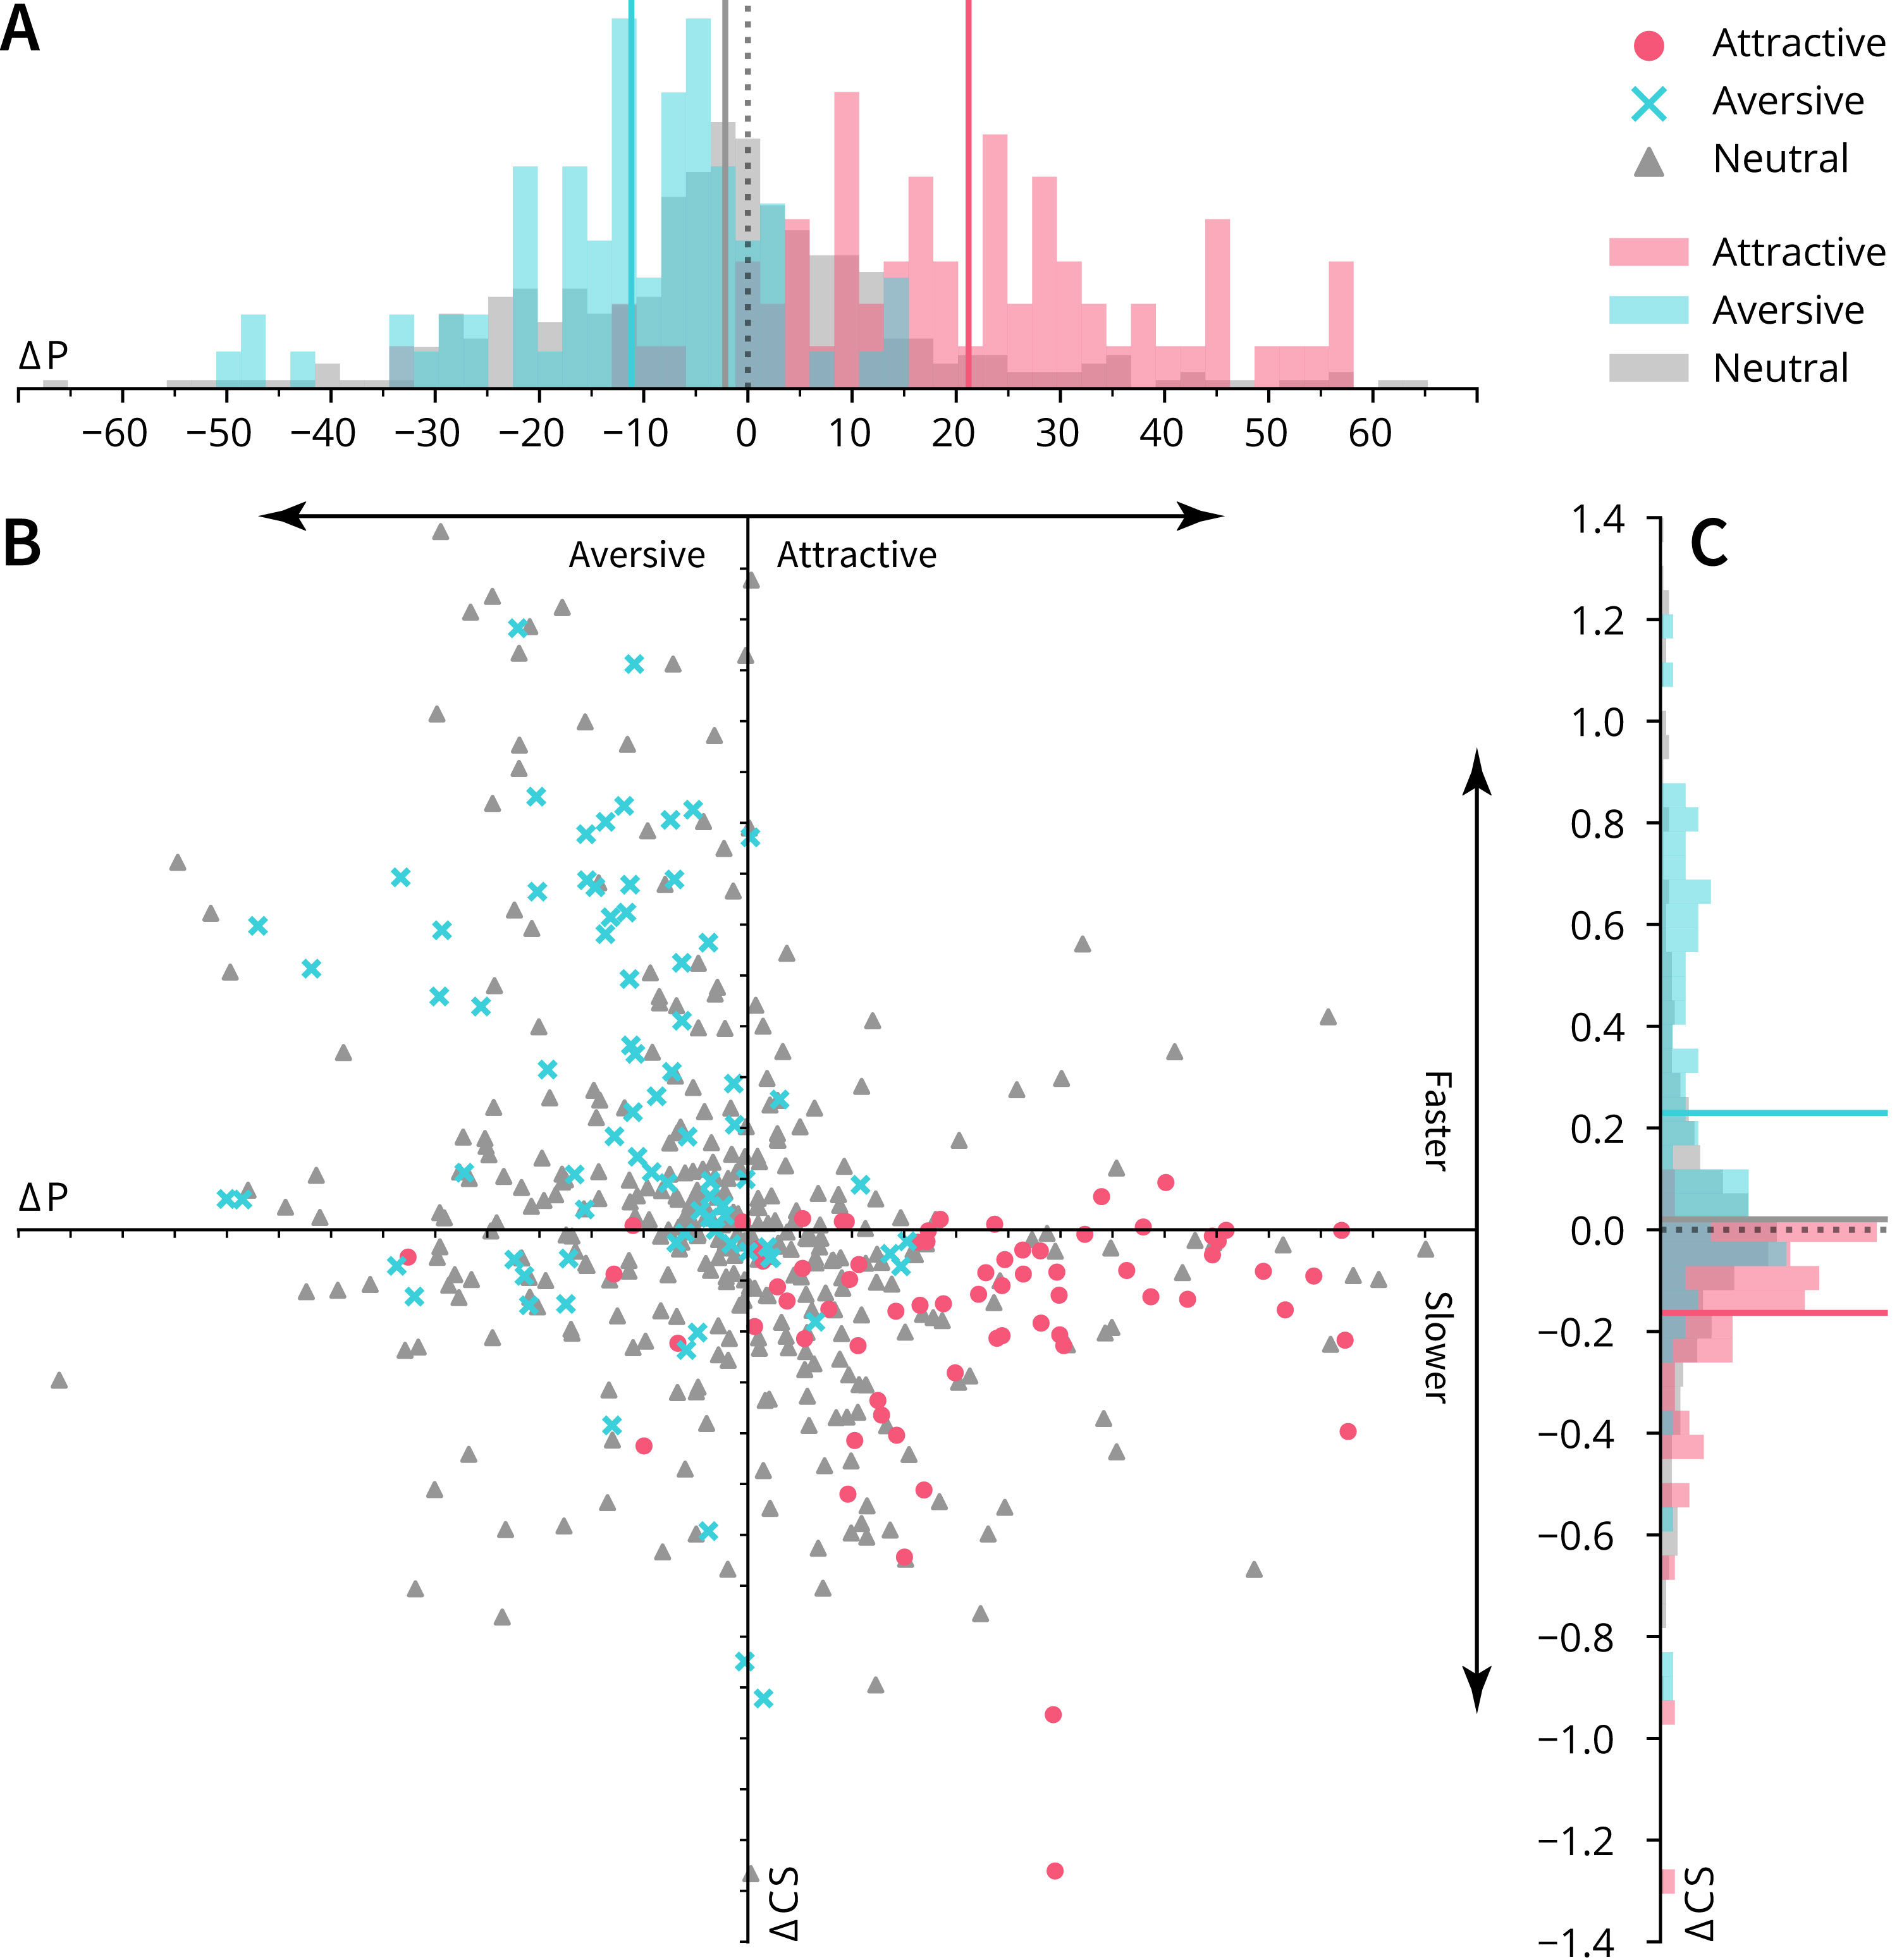 A
Attractive
Aversive
Neutral
Attractive
Aversive
Neutral
ΔP
−60 −50 −40 −30 −20 −10 0 10 20 30 40 50 60
B
Aversive Attractive
ΔP
Faster
Slower
ΔCS
C
1.4
1.2
1.0
0.8
0.6
0.4
0.2
0.0
−0.2
−0.4
−0.6
−0.8
−1.0
−1.2
−1.4
ΔCS